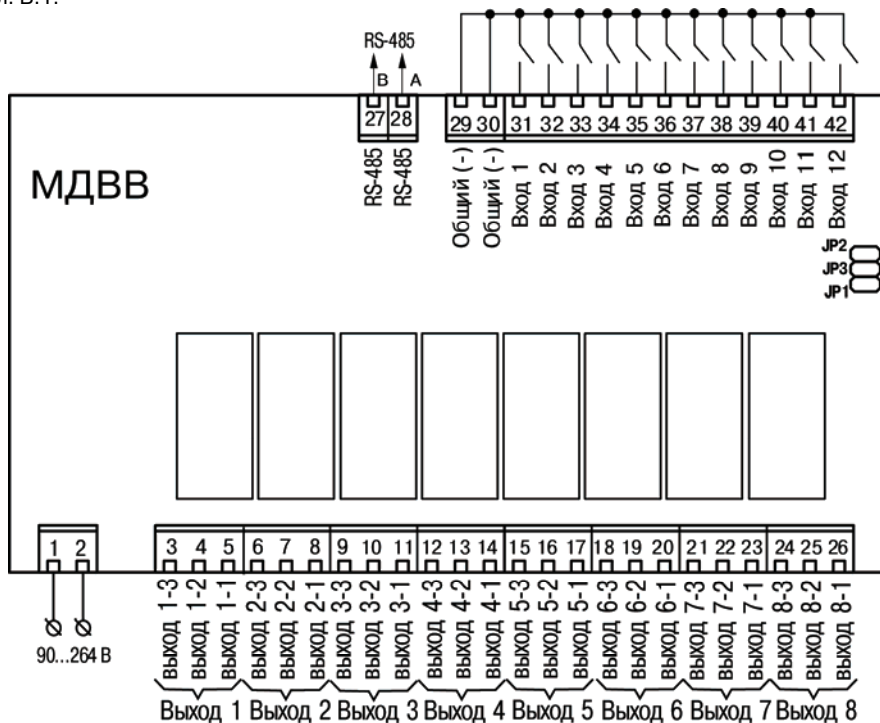 RS-485
B A
27 28 29 30 31 32 33 34 35 36 37 38 39 40 41 42
RS-485
RS-485
Общий (-)
Общий (-)
Вход 1
Вход 2
Вход 3
Вход 4
Вход 5
Вход 6
Вход 7
Вход 8
Вход 9
Вход 10
Вход 11
Вход 12
МДВВ
JP2
JP3
JP1
1 2 3 4 5 6 7 8 9 10 11 12 13 14 15 16 17 18 19 20 21 22 23 24 25 26
90...264 В
Выход 1-3
Выход 1-2
Выход 1-1
Выход 2-3
Выход 2-2
Выход 2-1
Выход 3-3
Выход 3-2
Выход 3-1
Выход 4-3
Выход 4-2
Выход 4-1
Выход 5-3
Выход 5-2
Выход 5-1
Выход 6-3
Выход 6-2
Выход 6-1
Выход 7-3
Выход 7-2
Выход 7-1
Выход 8-3
Выход 8-2
Выход 8-1
Выход 1 Выход 2 Выход 3 Выход 4 Выход 5 Выход 6 Выход 7 Выход 8